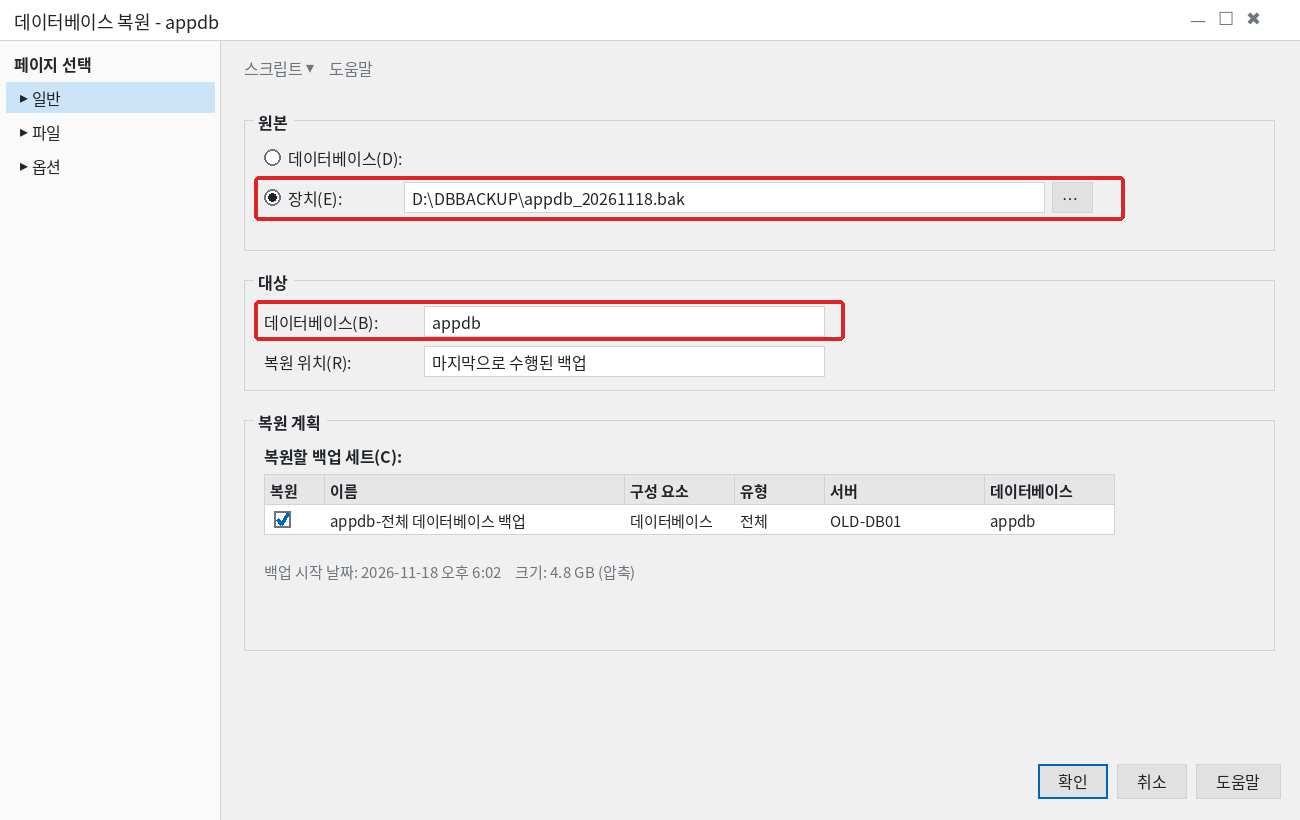 데이터베이스 복원 - appdb
페이지 선택
일반
파일
옵션
스크립트 ▾ 도움말
원본
데이터베이스(D):
장치(E): D:\DBBACKUP\appdb_20261118.bak ...
대상
데이터베이스(B): appdb
복원 위치(R): 마지막으로 수행된 백업
복원 계획
복원할 백업 세트(C):
복원 이름 구성 요소 유형 서버 데이터베이스
appdb-전체 데이터베이스 백업 데이터베이스 전체 OLD-DB01 appdb
백업 시작 날짜: 2026-11-18 오후 6:02 크기: 4.8 GB (압축)
확인 취소 도움말